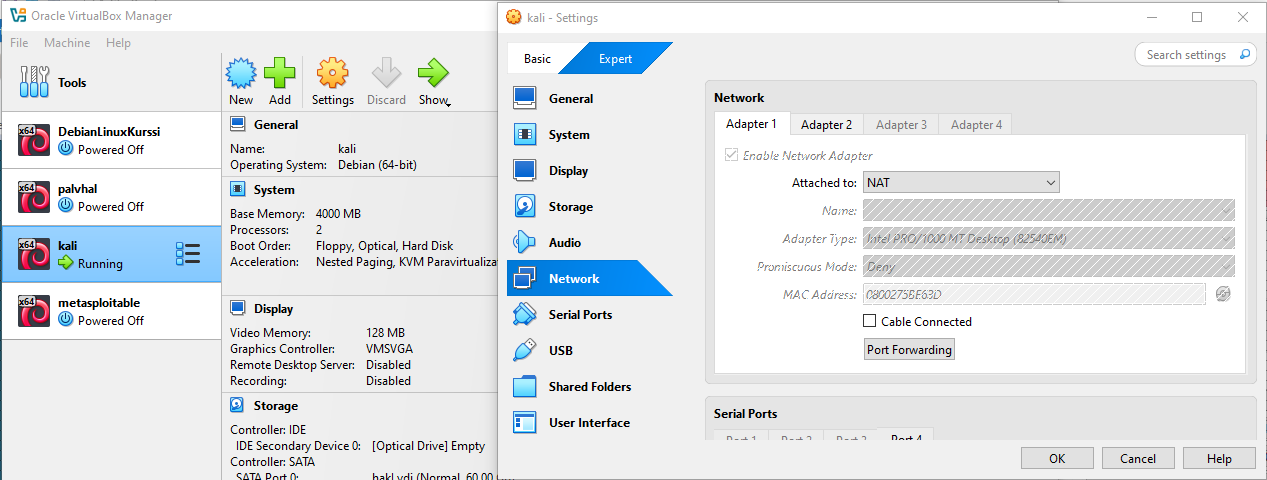 Oracle VirtualBox Manager
File Machine Help
Tools
New Add Settings Discard Show
DebianLinuxKurssi
Powered Off
palvhal
Powered Off
kali
Running
metasploitable
Powered Off
General
Name: kali
Operating System: Debian (64-bit)
System
Base Memory: 4000 MB
Processors: 2
Boot Order: Floppy, Optical, Hard Disk
Acceleration: Nested Paging, KVM Paravirtualizat
Display
Video Memory: 128 MB
Graphics Controller: VMSVGA
Remote Desktop Server: Disabled
Recording: Disabled
Storage
Controller: IDE
IDE Secondary Device 0: [Optical Drive] Empty
Controller: SATA
SATA Port 0: hakl.vdi (Normal, 60,00
kali - Settings
Basic Expert
Search settings
General
System
Display
Storage
Audio
Network
Serial Ports
USB
Shared Folders
User Interface
Network
Adapter 1 Adapter 2 Adapter 3 Adapter 4
Enable Network Adapter
Attached to: NAT
Name:
Adapter Type: Intel PRO/1000 MT Desktop (82540EM)
Promiscuous Mode: Deny
MAC Address: 0800275BE63D
Cable Connected
Port Forwarding
Serial Ports
Port 1 Port 2 Port 3 Port 4
OK Cancel Help